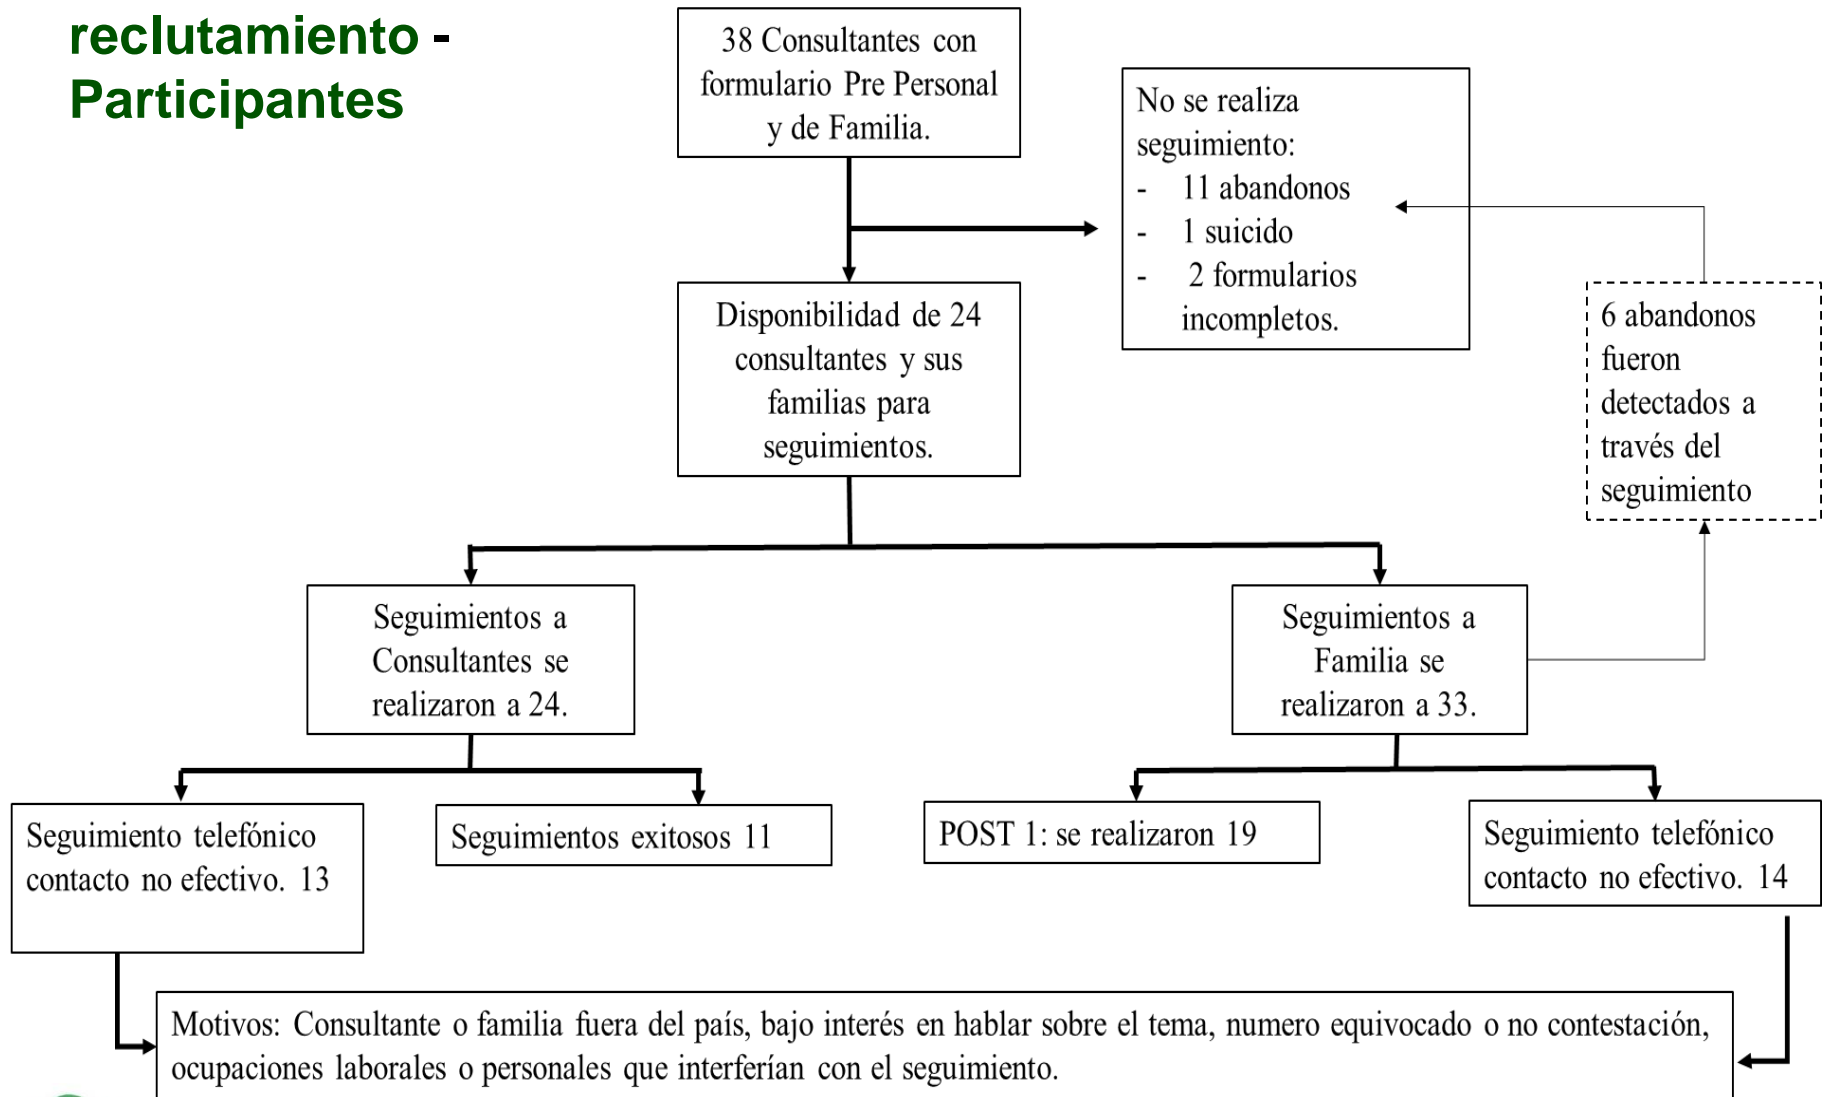 reclutamiento -
Participantes
38 Consultantes con
formulario Pre Personal
y de Familia.
No se realiza
seguimiento:
- 11 abandonos
- 1 suicido
- 2 formularios
incompletos.
Disponibilidad de 24
consultantes y sus
familias para
seguimientos.
6 abandonos
fueron
detectados a
través del
seguimiento
Seguimientos a
Consultantes se
realizaron a 24.
Seguimientos a
Familia se
realizaron a 33.
Seguimiento telefónico
contacto no efectivo. 13
Seguimientos exitosos 11
POST 1: se realizaron 19
Seguimiento telefónico
contacto no efectivo. 14
Motivos: Consultante o familia fuera del país, bajo interés en hablar sobre el tema, numero equivocado o no contestación,
ocupaciones laborales o personales que interferían con el seguimiento.